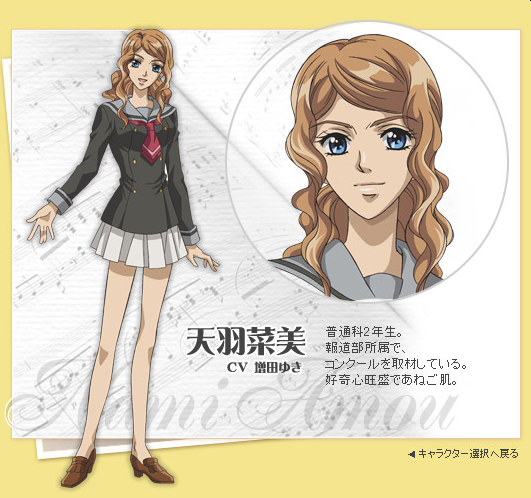 天羽菜美
CV 増田ゆき
普通科2年生。
報道部所属で、
コンクールを取材している。
好奇心旺盛であねご肌。
Nami Amou
◀ キャラクター選択へ戻る